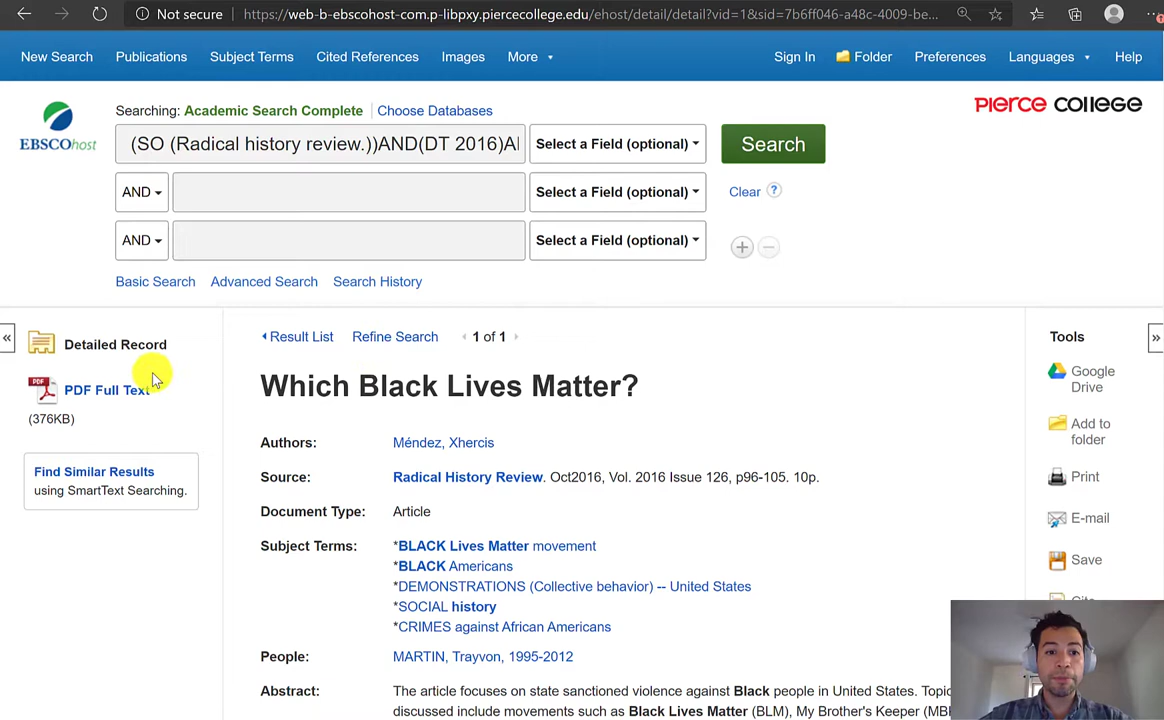 Not secure https://web-b-ebscohost-com.p-libpxy.piercecollege.edu/ehost/detail/detail?vid=1&sid=7b6ff046-a48c-4009-be...
New Search Publications Subject Terms Cited References Images More Sign In Folder Preferences Languages Help
Searching: Academic Search Complete Choose Databases
PIERCE COLLEGE
EBSCOhost
(SO (Radical history review.))AND(DT 2016)A Select a Field (optional) Search
AND Select a Field (optional) Clear ?
AND Select a Field (optional)
Basic Search Advanced Search Search History
« Detailed Record
PDF PDF Full Text
(376KB)
Find Similar Results
using SmartText Searching.
Result List Refine Search 1 of 1
Which Black Lives Matter?
Authors: Méndez, Xhercis
Source: Radical History Review. Oct2016, Vol. 2016 Issue 126, p96-105. 10p.
Document Type: Article
Subject Terms: *BLACK Lives Matter movement
*BLACK Americans
*DEMONSTRATIONS (Collective behavior) -- United States
*SOCIAL history
*CRIMES against African Americans
People: MARTIN, Trayvon, 1995-2012
Abstract: The article focuses on state sanctioned violence against Black people in United States. Topic
discussed include movements such as Black Lives Matter (BLM), My Brother's Keeper (MB
Tools »
Google
Drive
Add to
folder
Print
E-mail
Save